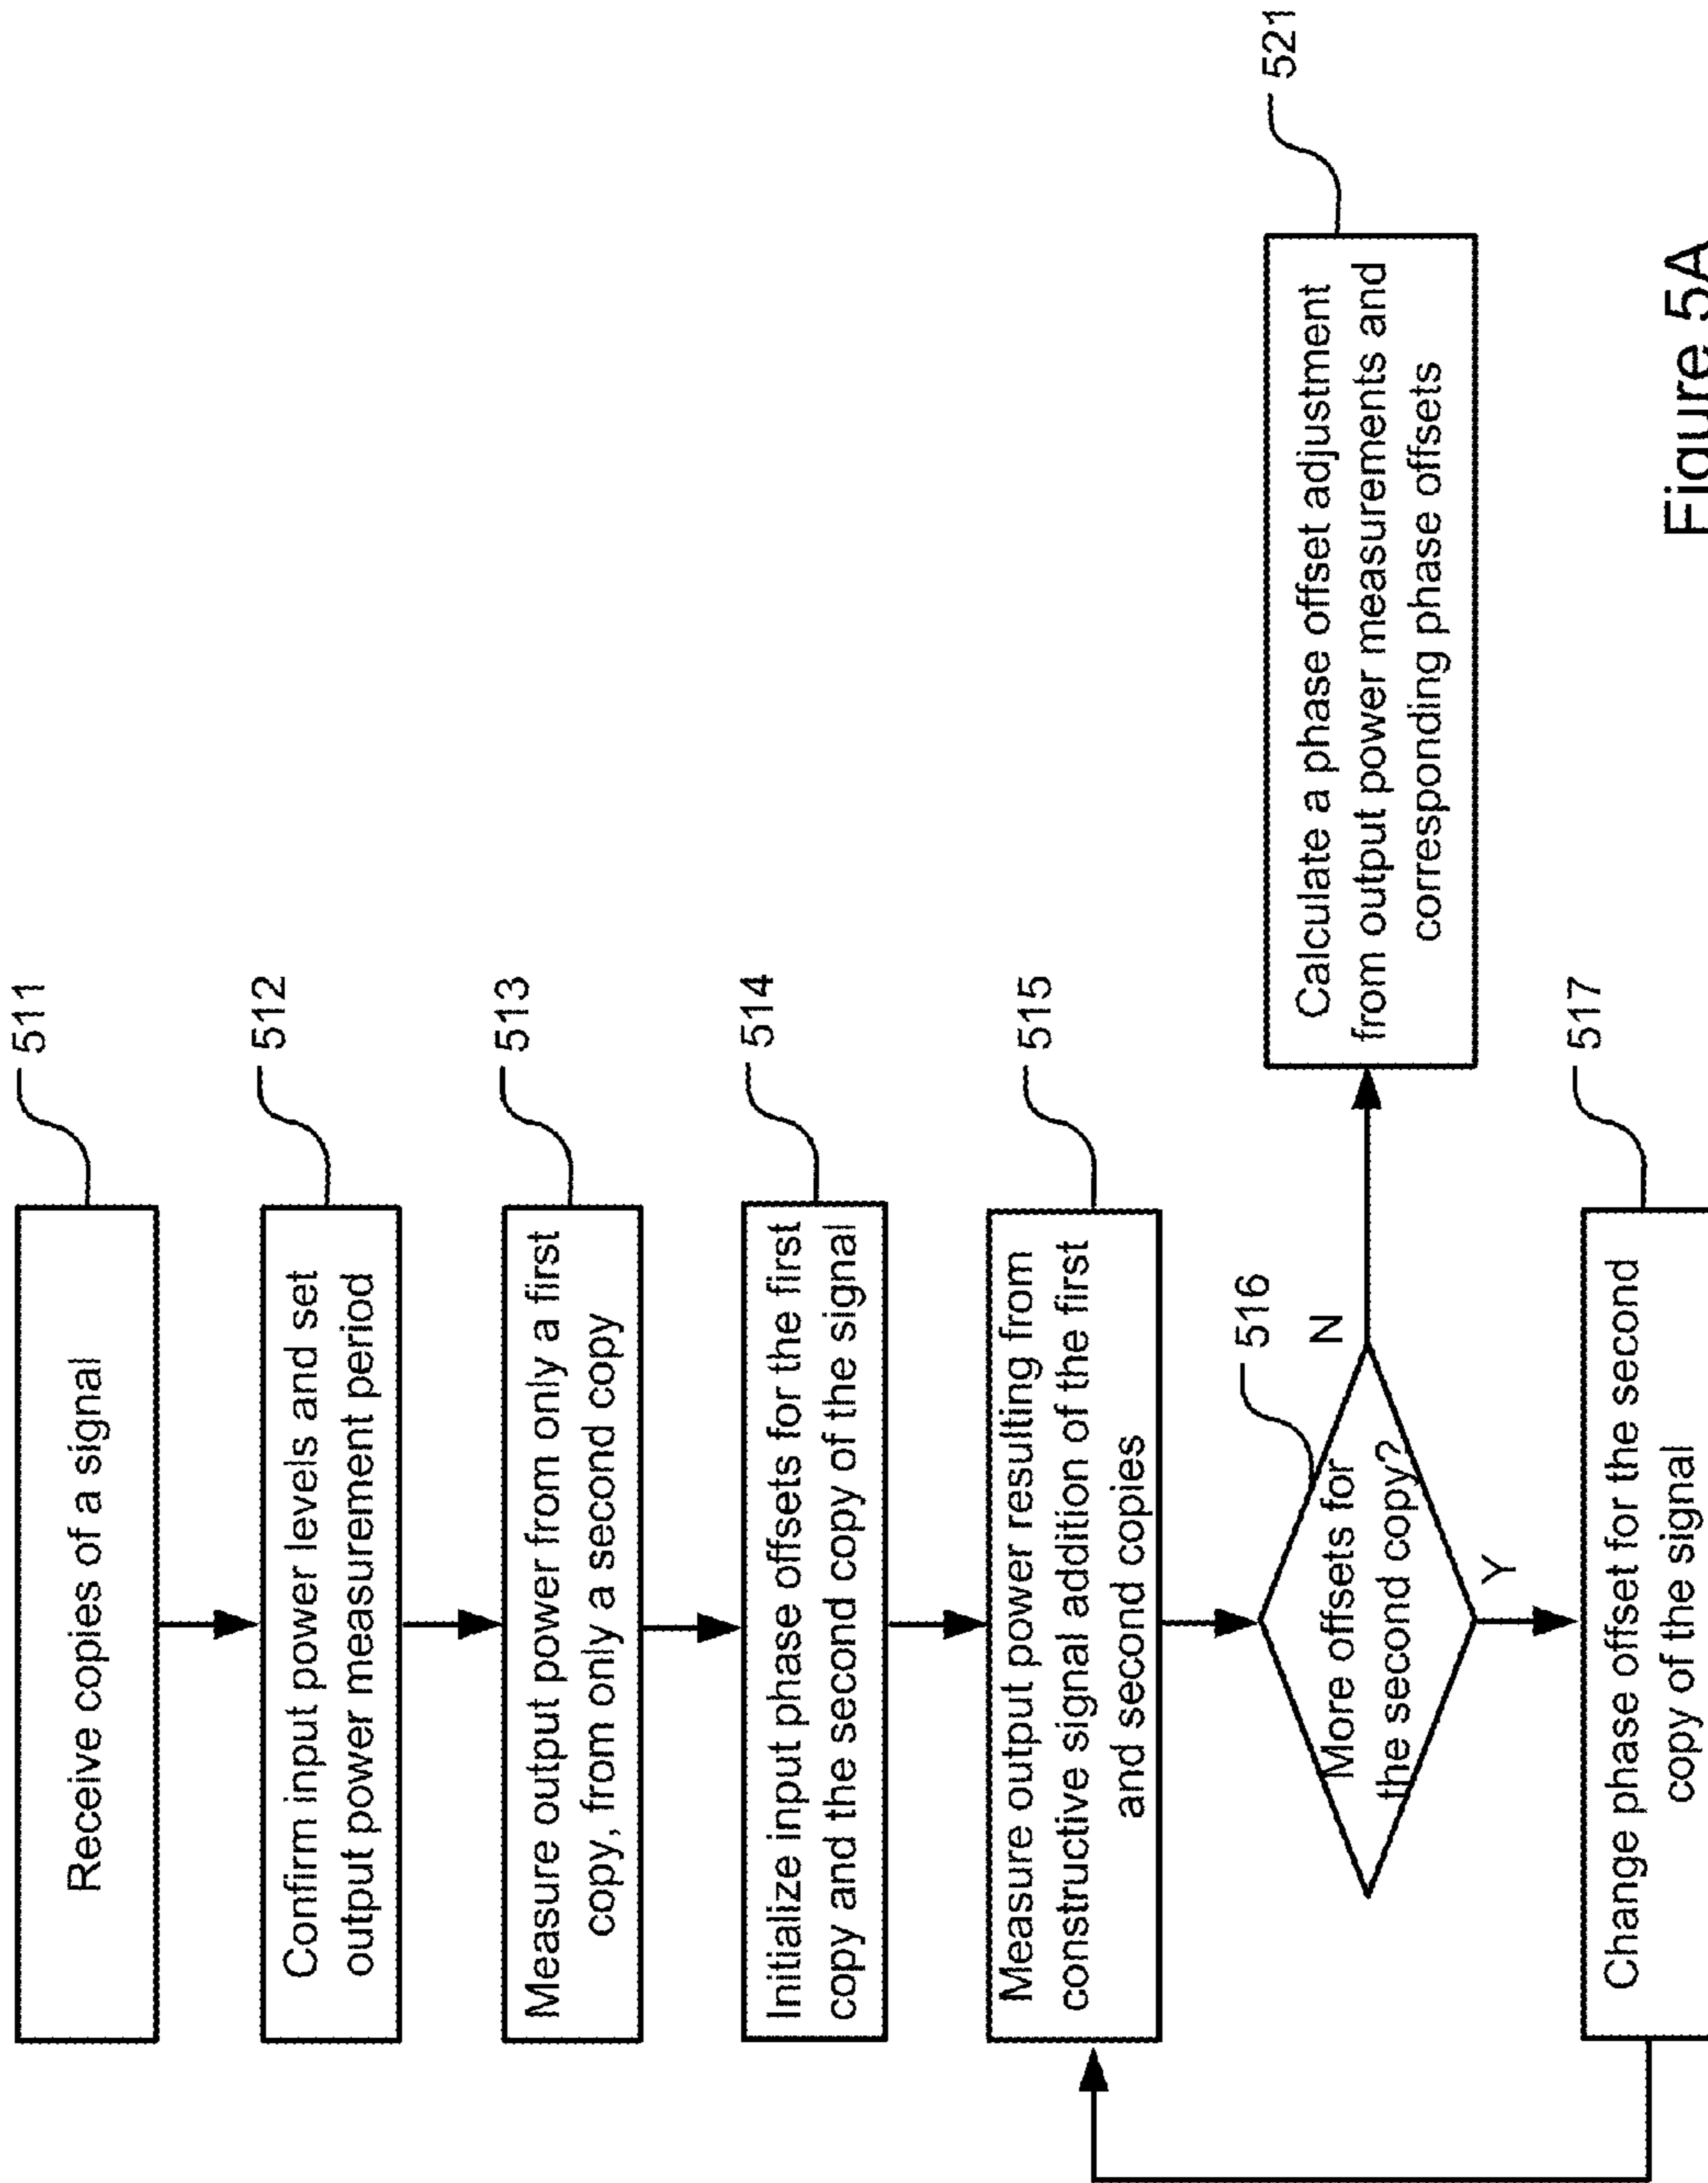 511
Receive copies of a signal
512
Confirm input power levels and set
output power measurement period
513
Measure output power from only a first
copy, from only a second copy
514
Initialize input phase offsets for the first
copy and the second copy of the signal
515
Measure output power resulting from
constructive signal addition of the first
and second copies
516
More offsets for
the second copy?
N
Y
521
Calculate a phase offset adjustment
from output power measurements and
corresponding phase offsets
517
Change phase offset for the second
copy of the signal
Figure 5A